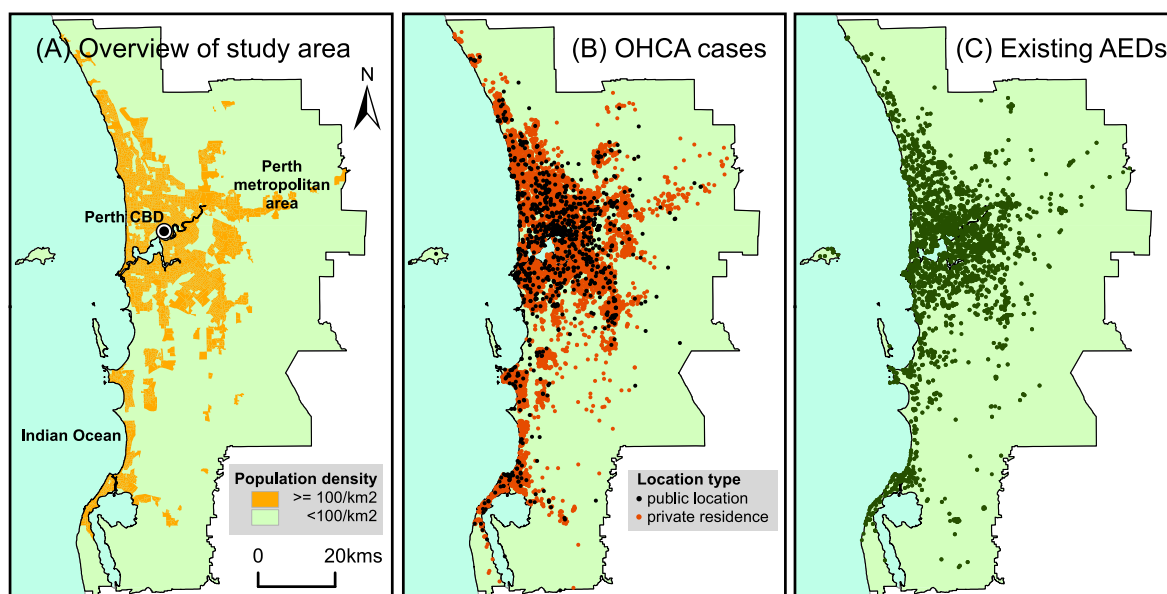 (A) Overview of study area
N
Perth
metropolitan
area
Perth CBD
Indian Ocean
Population density
>= 100/km2
<100/km2
0 20kms
(B) OHCA cases
Location type
public location
private residence
(C) Existing AEDs